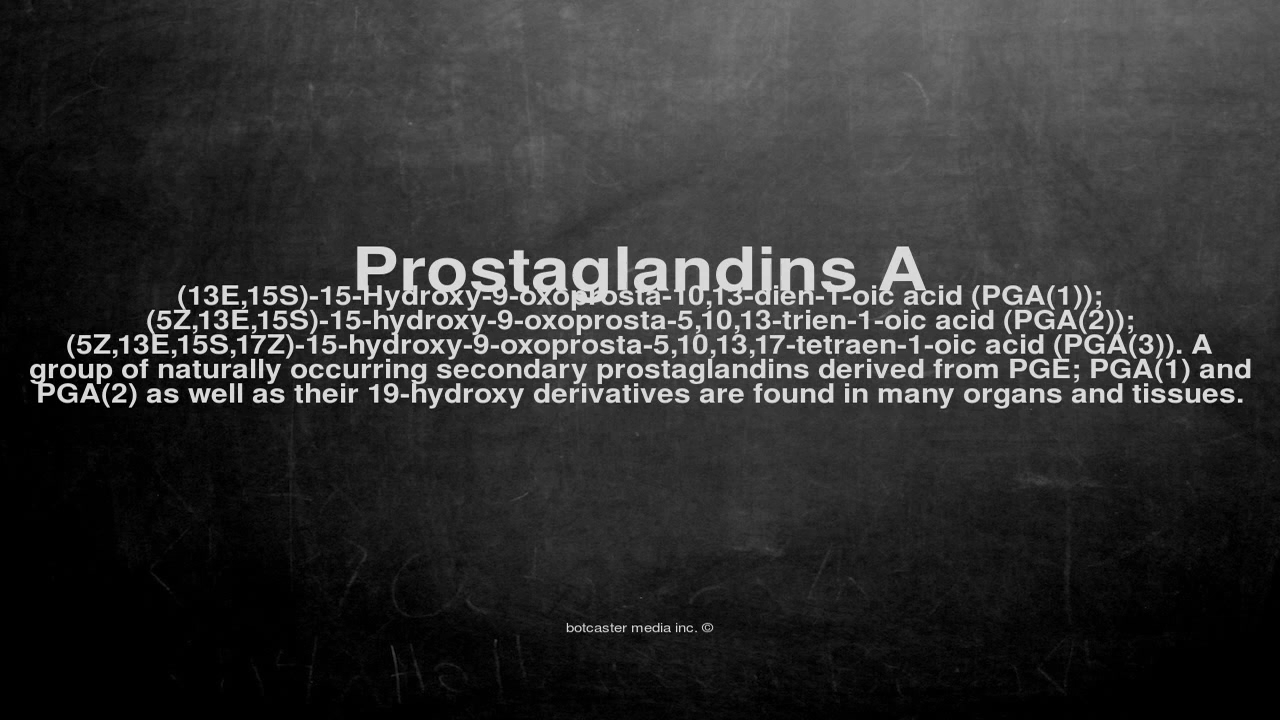 Prostaglandins A
(13E,15S)-15-Hydroxy-9-oxoprosta-10,13-dien-1-oic acid (PGA(1));
(5Z,13E,15S)-15-hydroxy-9-oxoprosta-5,10,13-trien-1-oic acid (PGA(2));
(5Z,13E,15S,17Z)-15-hydroxy-9-oxoprosta-5,10,13,17-tetraen-1-oic acid (PGA(3)). A
group of naturally occurring secondary prostaglandins derived from PGE; PGA(1) and
PGA(2) as well as their 19-hydroxy derivatives are found in many organs and tissues.
botcaster media inc. ©